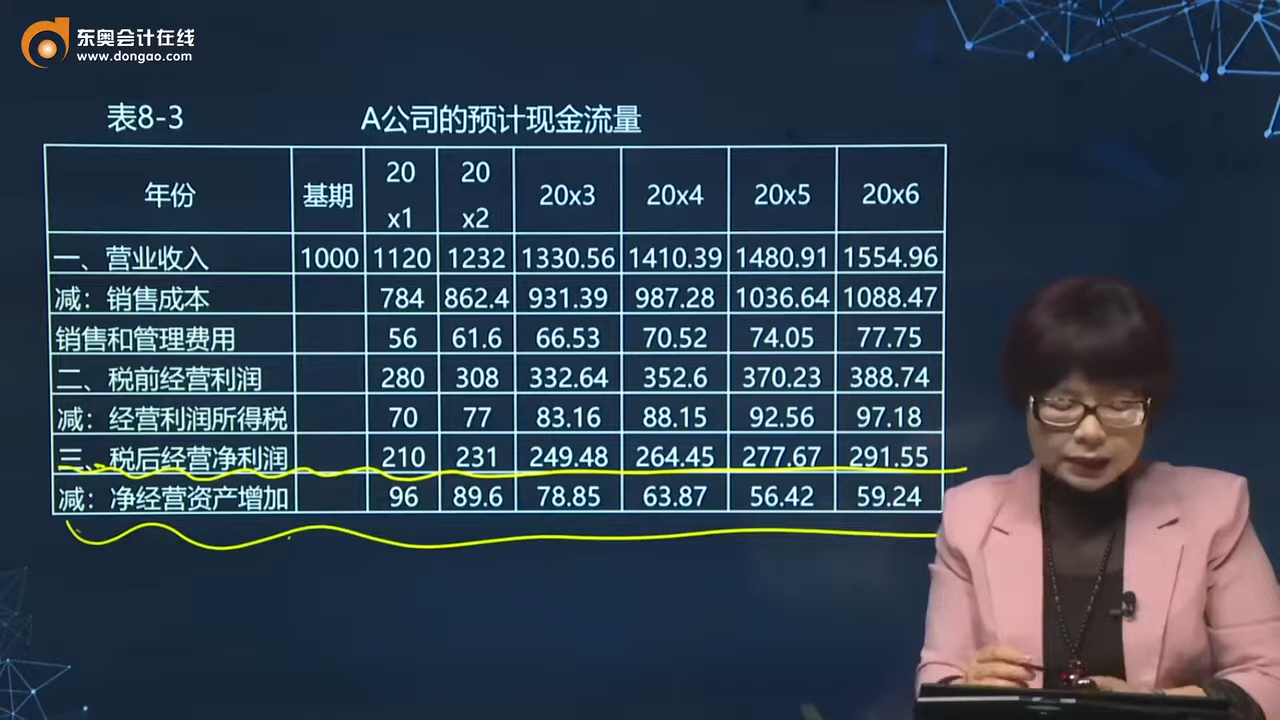 东奥会计在线
www.dongao.com
表8-3 A公司的预计现金流量
年份 基期 20x1 20x2 20x3 20x4 20x5 20x6
一、营业收入 1000 1120 1232 1330.56 1410.39 1480.91 1554.96
减：销售成本 784 862.4 931.39 987.28 1036.64 1088.47
销售和管理费用 56 61.6 66.53 70.52 74.05 77.75
二、税前经营利润 280 308 332.64 352.6 370.23 388.74
减：经营利润所得税 70 77 83.16 88.15 92.56 97.18
三、税后经营净利润 210 231 249.48 264.45 277.67 291.55
减：净经营资产增加 96 89.6 78.85 63.87 56.42 59.24